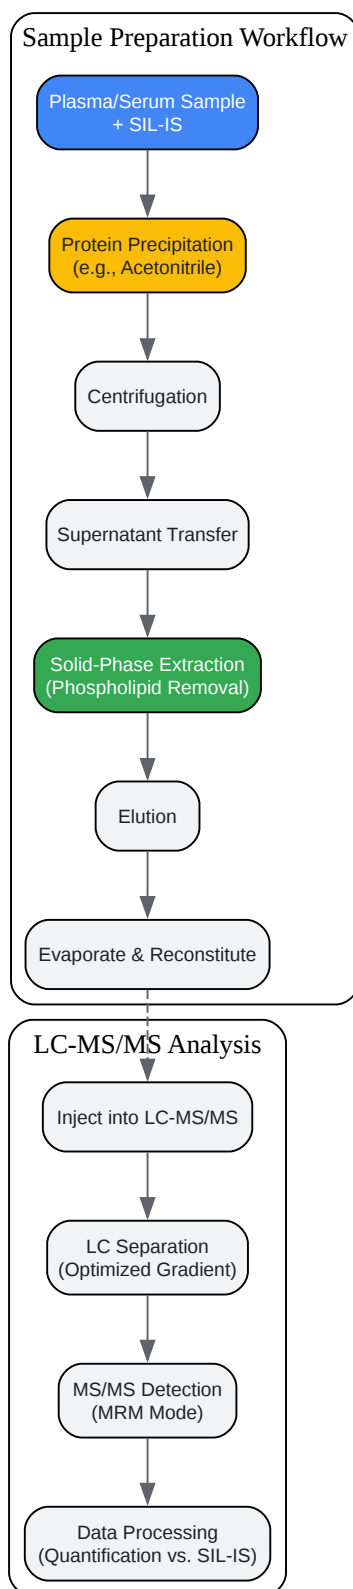 Sample Preparation Workflow
Plasma/Serum Sample
+ SIL-IS
Protein Precipitation
(e.g., Acetonitrile)
Centrifugation
Supernatant Transfer
Solid-Phase Extraction
(Phospholipid Removal)
Elution
Evaporate & Reconstitute
LC-MS/MS Analysis
Inject into LC-MS/MS
LC Separation
(Optimized Gradient)
MS/MS Detection
(MRM Mode)
Data Processing
(Quantification vs. SIL-IS)